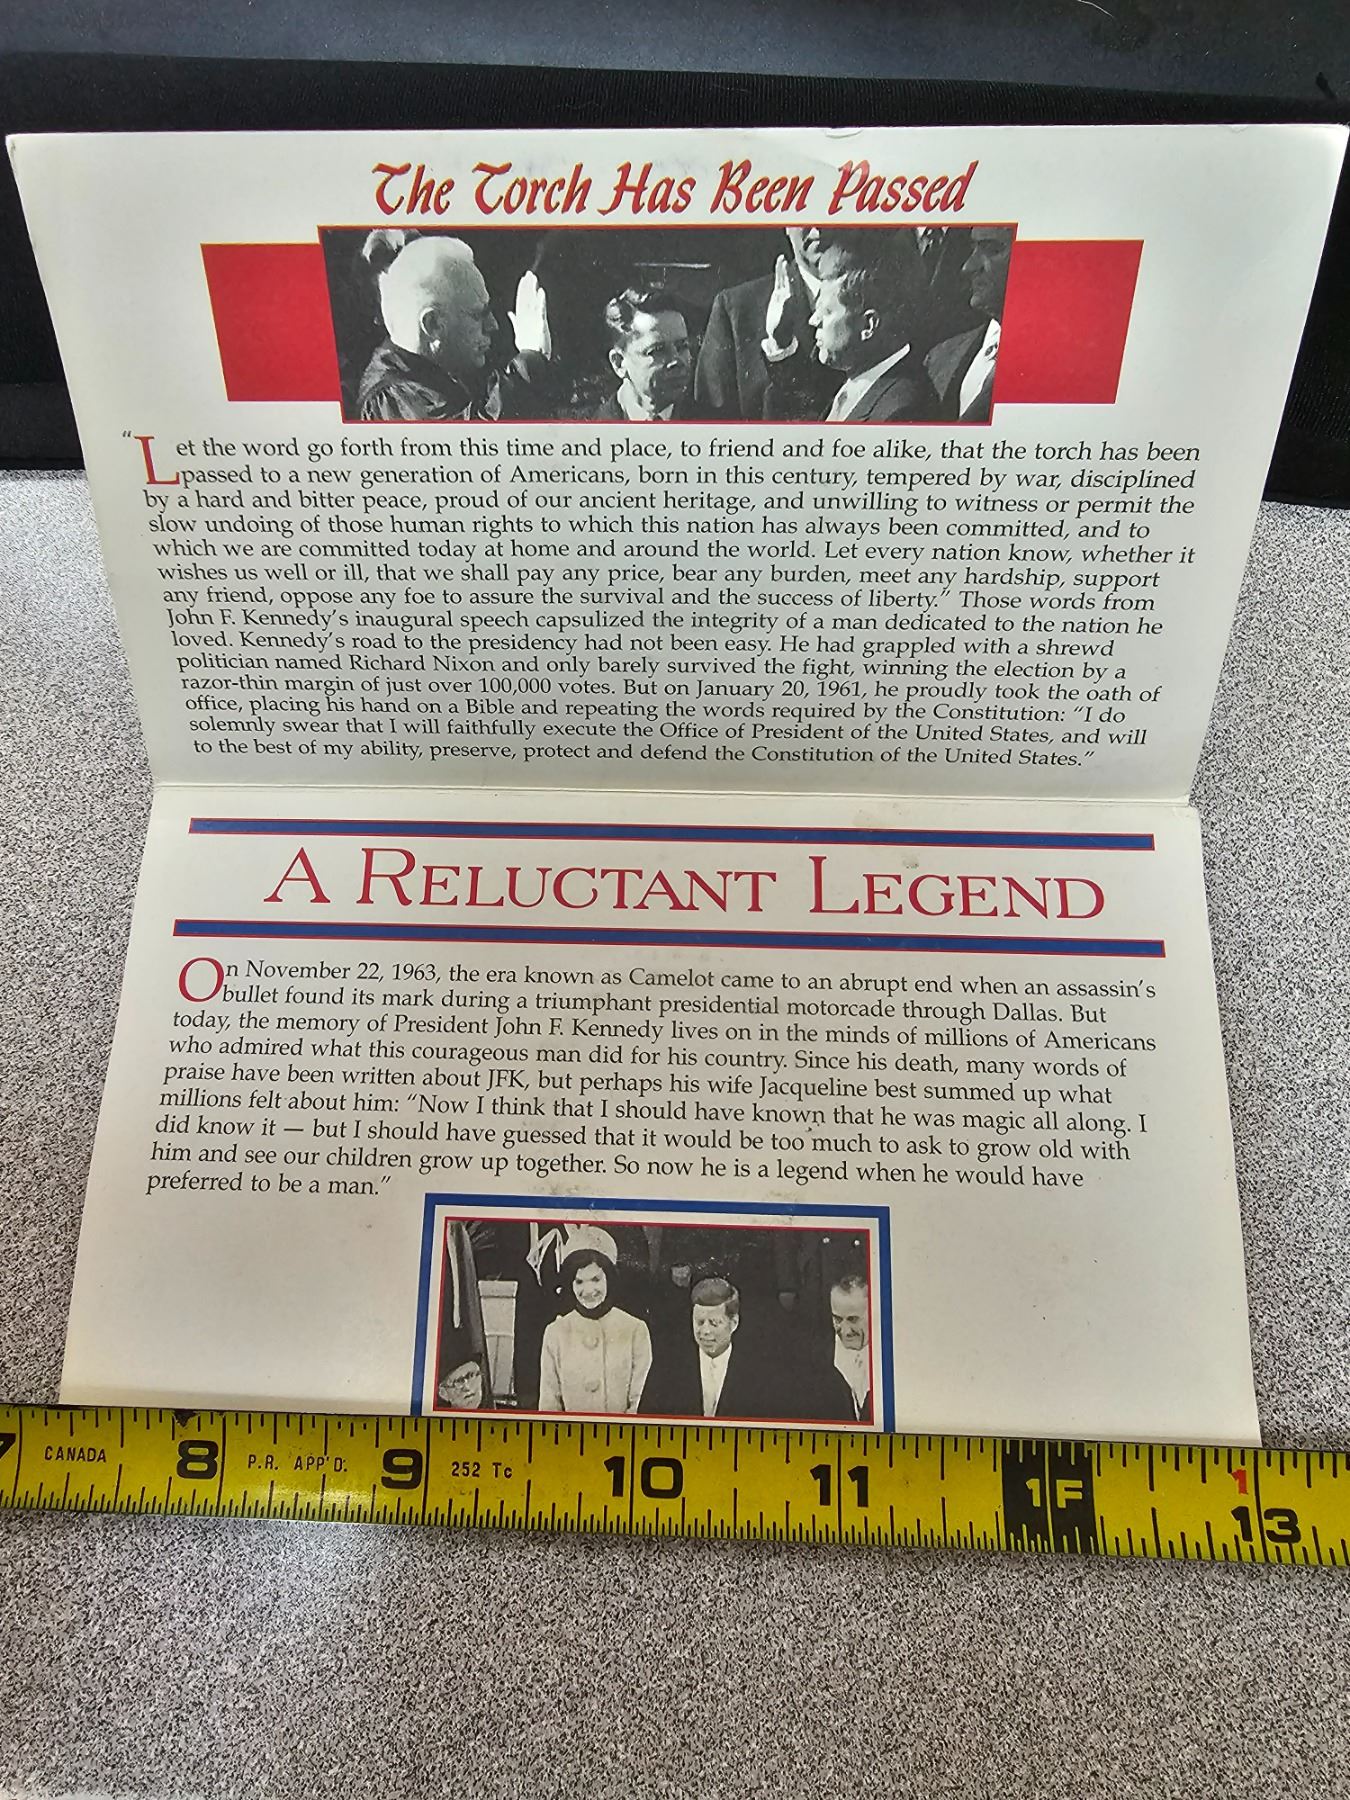 The Torch Has Been Passed
"Let the word go forth from this time and place, to friend and foe alike, that the torch has been
passed to a new generation of Americans, born in this century, tempered by war, disciplined
by a hard and bitter peace, proud of our ancient heritage, and unwilling to witness or permit the
slow undoing of those human rights to which this nation has always been committed, and to
which we are committed today at home and around the world. Let every nation know, whether it
wishes us well or ill, that we shall pay any price, bear any burden, meet any hardship, support
any friend, oppose any foe to assure the survival and the success of liberty." Those words from
John F. Kennedy's inaugural speech capsulized the integrity of a man dedicated to the nation he
loved. Kennedy's road to the presidency had not been easy. He had grappled with a shrewd
politician named Richard Nixon and only barely survived the fight, winning the election by a
razor-thin margin of just over 100,000 votes. But on January 20, 1961, he proudly took the oath of
office, placing his hand on a Bible and repeating the words required by the Constitution: "I do
solemnly swear that I will faithfully execute the Office of President of the United States, and will
to the best of my ability, preserve, protect and defend the Constitution of the United States."
A RELUCTANT LEGEND
On November 22, 1963, the era known as Camelot came to an abrupt end when an assassin's
bullet found its mark during a triumphant presidential motorcade through Dallas. But
today, the memory of President John F. Kennedy lives on in the minds of millions of Americans
who admired what this courageous man did for his country. Since his death, many words of
praise have been written about JFK, but perhaps his wife Jacqueline best summed up what
millions felt about him: "Now I think that I should have known that he was magic all along. I
did know it — but I should have guessed that it would be too much to ask to grow old with
him and see our children grow up together. So now he is a legend when he would have
preferred to be a man."
7 CANADA 8 P.R. APP'D. 9 252 Tc 10 11 1F 1
13